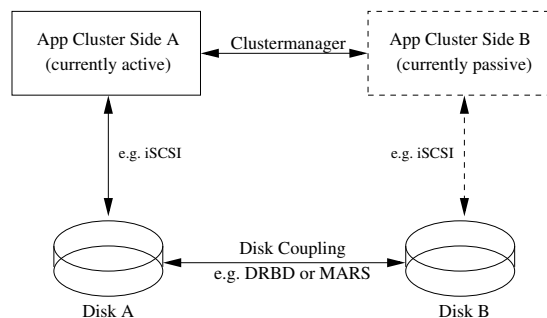 App Cluster Side A
(currently active)
Clustermanager
App Cluster Side B
(currently passive)
e.g. iSCSI
e.g. iSCSI
Disk Coupling
e.g. DRBD or MARS
Disk A
Disk B